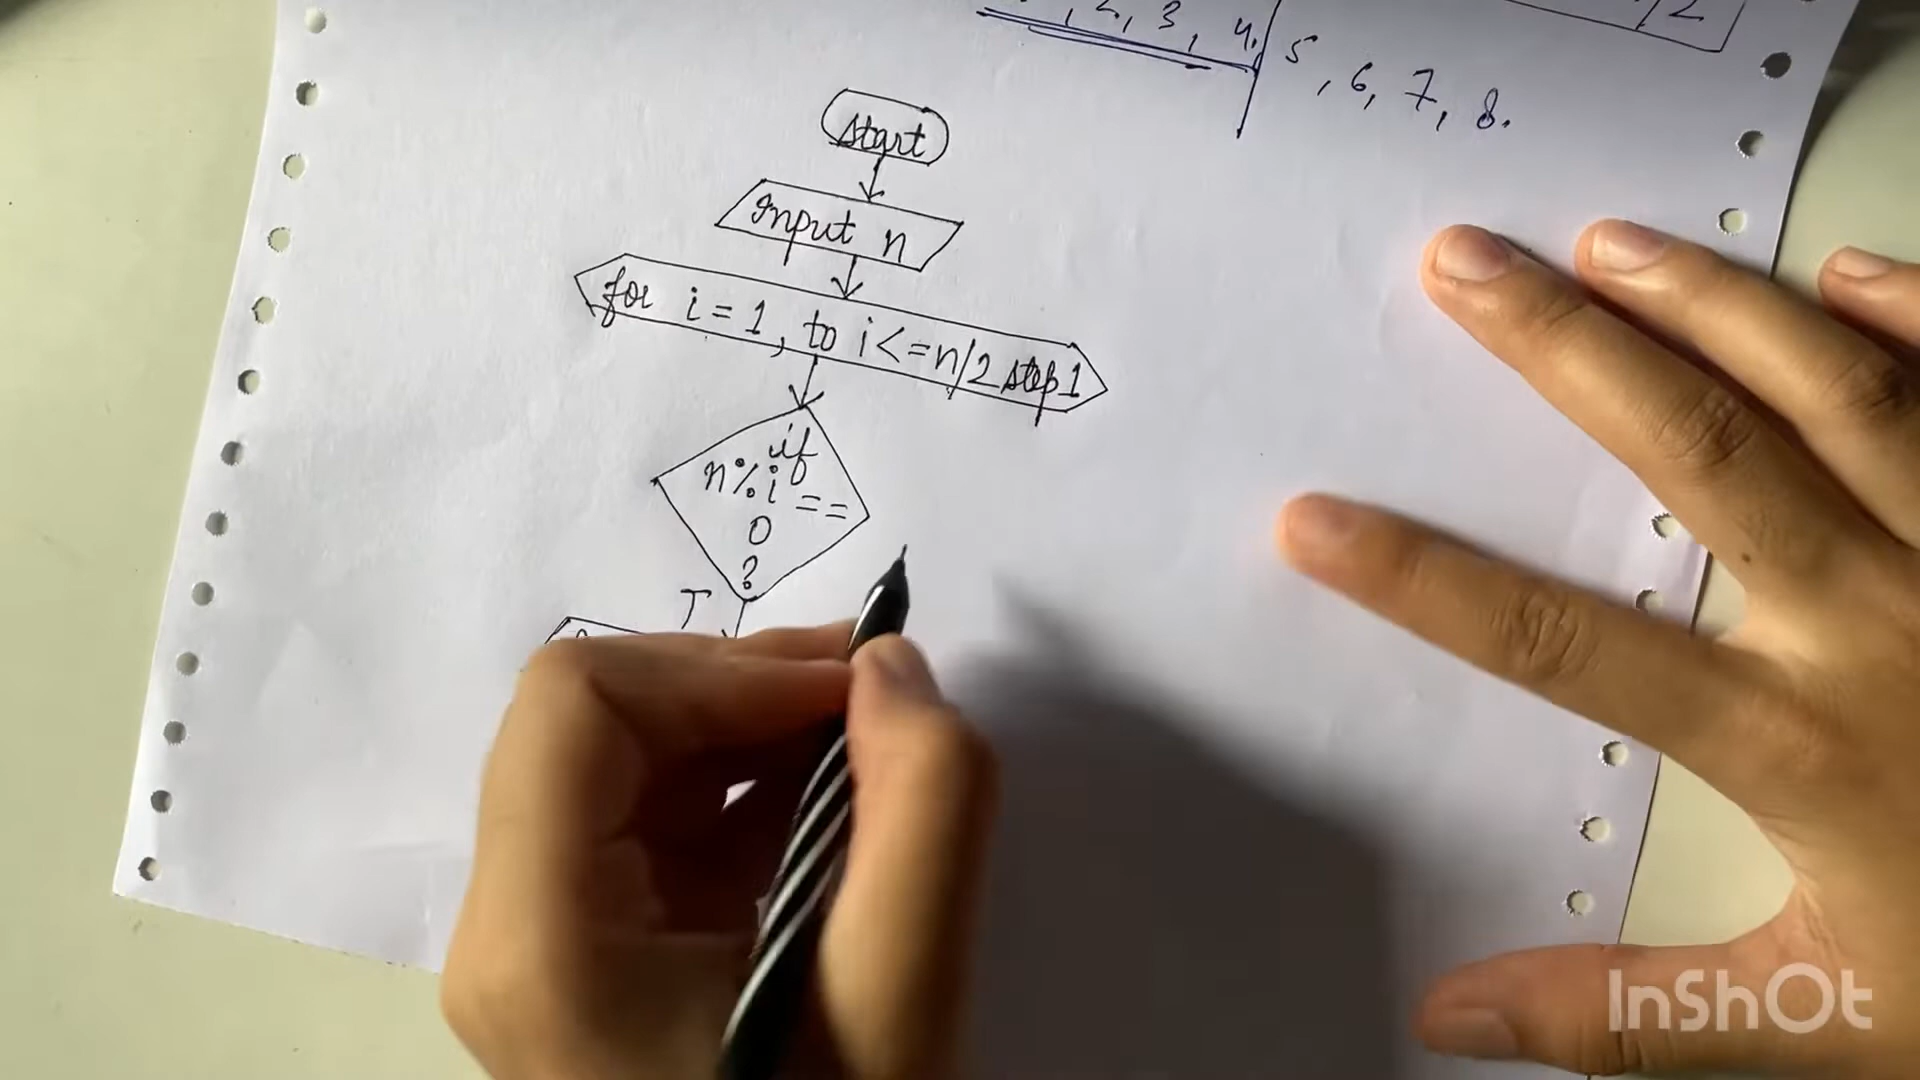 /2
, 2, 3, 4, 5, 6, 7, 8.
start
Input n
for i = 1, to i <= n/2 step 1
if
n % i ==
0
?
T
InShOt